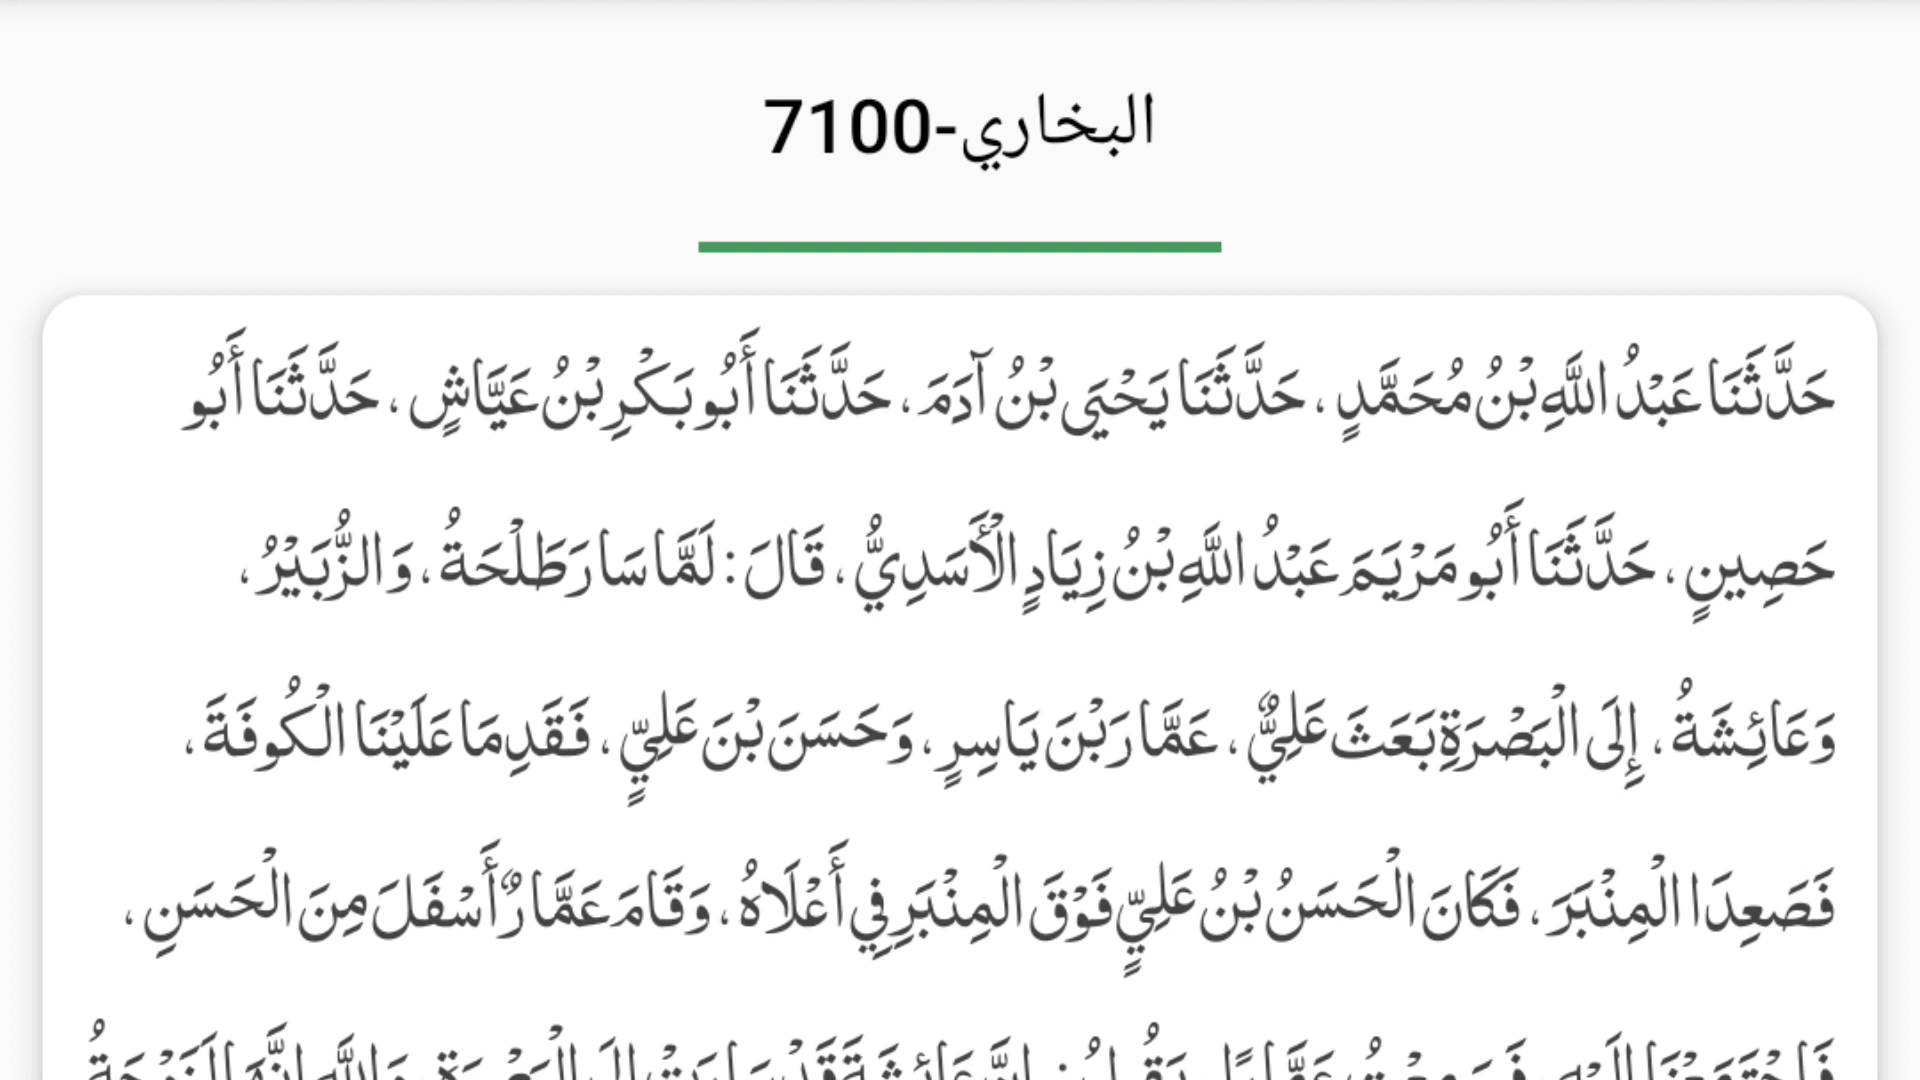 البخاري-7100
حَدَّثَنَا عَبْدُ اللَّهِ بْنُ مُحَمَّدٍ ، حَدَّثَنَا يَحْيَى بْنُ آدَمَ ، حَدَّثَنَا أَبُو بَكْرِ بْنُ عَيَّاشٍ ، حَدَّثَنَا أَبُو
حَصِينٍ ، حَدَّثَنَا أَبُو مَرْيَمَ عَبْدُ اللَّهِ بْنُ زِيَادٍ الْأَسَدِيُّ ، قَالَ : لَمَّا سَارَ طَلْحَةُ ، وَالزُّبَيْرُ ،
وَعَائِشَةُ ، إِلَى الْبَصْرَةِ بَعَثَ عَلِيٌّ ، عَمَّارَ بْنَ يَاسِرٍ ، وَحَسَنَ بْنَ عَلِيٍّ ، فَقَدِمَا عَلَيْنَا الْكُوفَةَ ،
فَصَعِدَا الْمِنْبَرَ ، فَكَانَ الْحَسَنُ بْنُ عَلِيٍّ فَوْقَ الْمِنْبَرِ فِي أَعْلَاهُ ، وَقَامَ عَمَّارٌ أَسْفَلَ مِنَ الْحَسَنِ ،